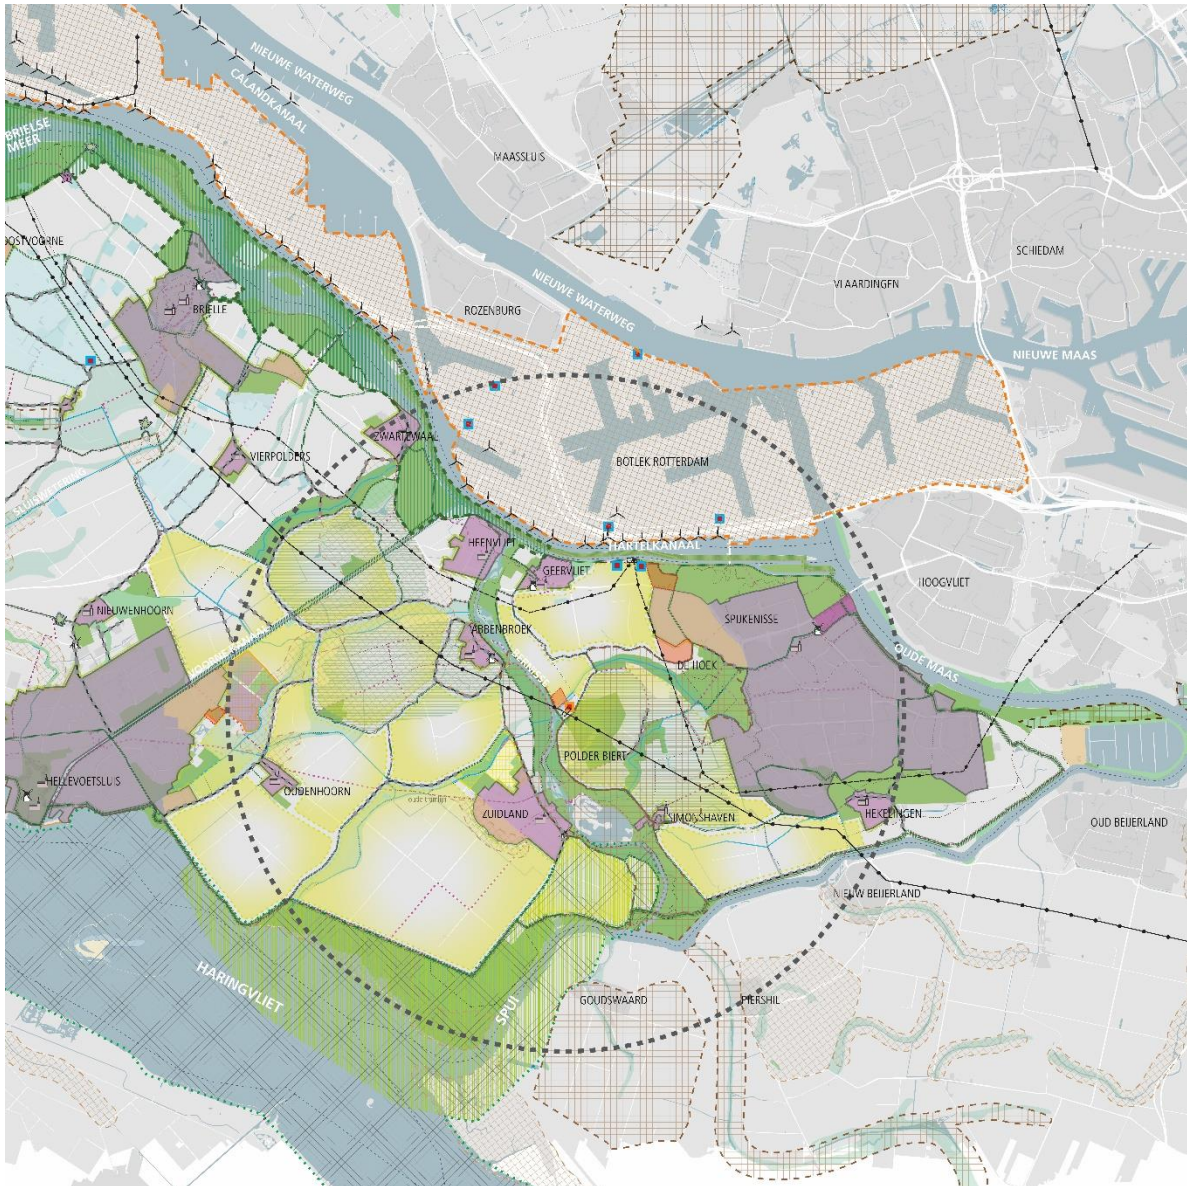 NIEUWE WATERWEG
CALANDKANAAL
BRIELSE
MEER
MAASSLUIS
OOSTVOORNE
SCHIEDAM
VLAARDINGEN
NIEUWE WATERWEG
BRIELLE
ROZENBURG
NIEUWE MAAS
ZWARTEWAAL
VIERPOLDERS
BOTLEK ROTTERDAM
HEENVLIET
HARTELKANAAL
GEERVLIET
HOOGVLIET
NIEUWENHOORN
SPIJKENISSE
ABBENBROEK
OUDE MAAS
DE HOEK
POLDER BIERT
HELLEVOETSLUIS
OUDENHOORN
ZUIDLAND
SIMONSHAVEN
HEKELINGEN
OUD BEIJERLAND
NIEUW BEIJERLAND
HARINGVLIET
SPUI
GOUDSWAARD
PIERSHIL